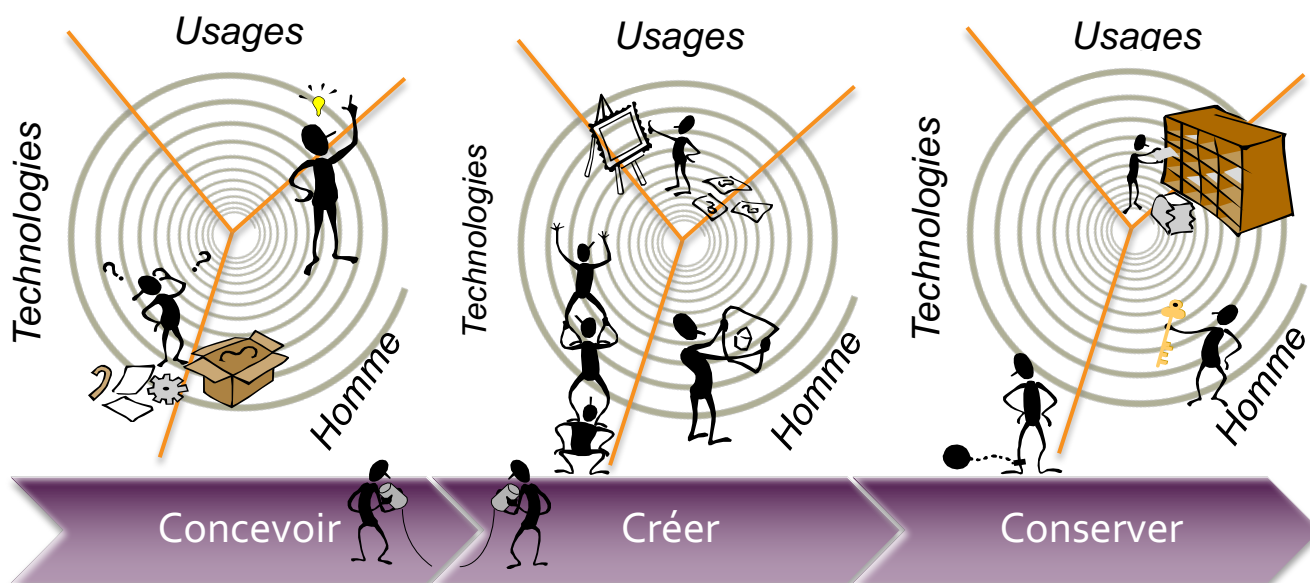 Usages
Technologies
Homme
Usages
Technologies
Homme
Usages
Technologies
Homme
Concevoir
Créer
Conserver